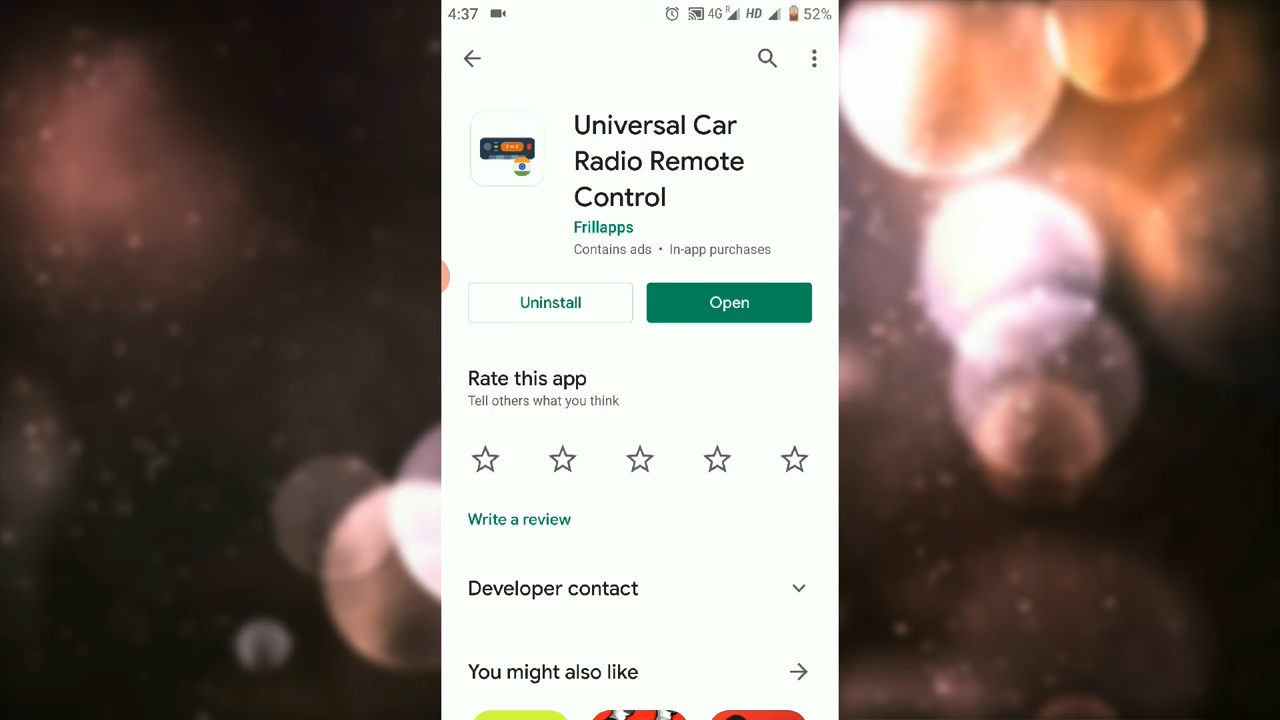 4:37 4G R HD 52%
Universal Car
Radio Remote
Control
Frillapps
Contains ads • In-app purchases
Uninstall Open
Rate this app
Tell others what you think
Write a review
Developer contact
You might also like